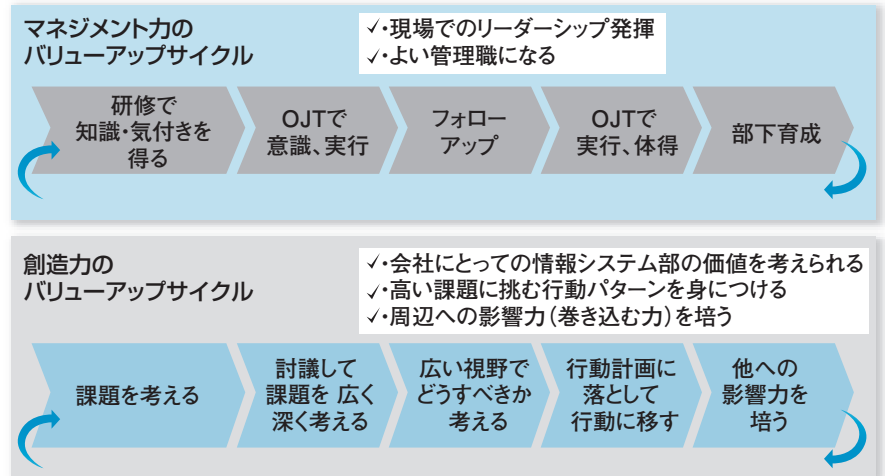 マネジメント力の
バリューアップサイクル
✓・現場でのリーダーシップ発揮
✓・よい管理職になる
研修で
知識・気付きを
得る
OJTで
意識、実行
フォロー
アップ
OJTで
実行、体得
部下育成
創造力の
バリューアップサイクル
✓・会社にとっての情報システム部の価値を考えられる
✓・高い課題に挑む行動パターンを身につける
✓・周辺への影響力(巻き込む力)を培う
課題を考える
討議して
課題を 広く
深く考える
広い視野で
どうすべきか
考える
行動計画に
落として
行動に移す
他への
影響力を
培う